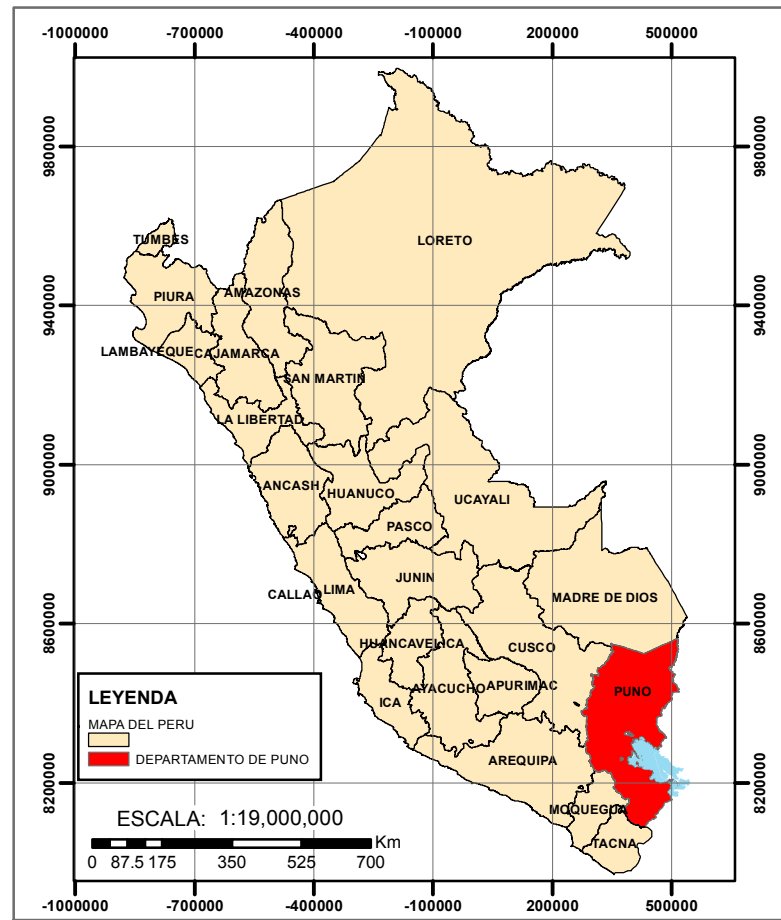 -1000000 -700000 -400000 -100000 200000 500000
9800000 9800000
LORETO
TUMBES
AMAZONAS
PIURA
9400000 9400000
LAMBAYEQUE CAJAMARCA
SAN MARTIN
LA LIBERTAD
9000000 9000000
ANCASH
HUANUCO
UCAYALI
PASCO
JUNIN
LIMA
CALLAO
MADRE DE DIOS
8600000 8600000
HUANCAVELICA
CUSCO
PUNO
AYACUCHO
APURIMAC
ICA
AREQUIPA
8200000 8200000
MOQUEGUA
TACNA
LEYENDA
MAPA DEL PERU
DEPARTAMENTO DE PUNO
ESCALA: 1:19,000,000
Km
0 87.5 175 350 525 700
-1000000 -700000 -400000 -100000 200000 500000